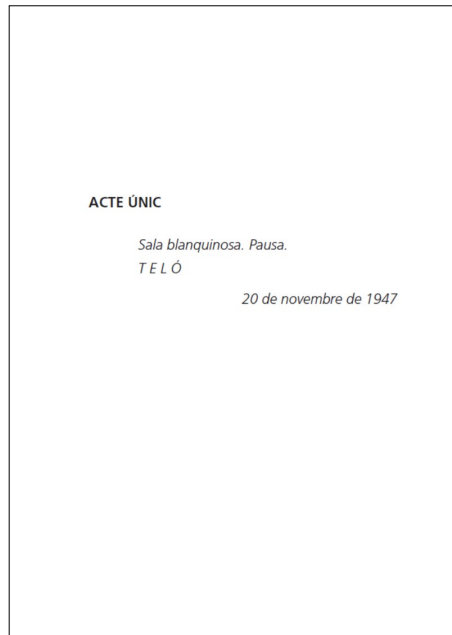 ACTE ÚNIC
Sala blanquinosa. Pausa.
T E L Ó
20 de novembre de 1947